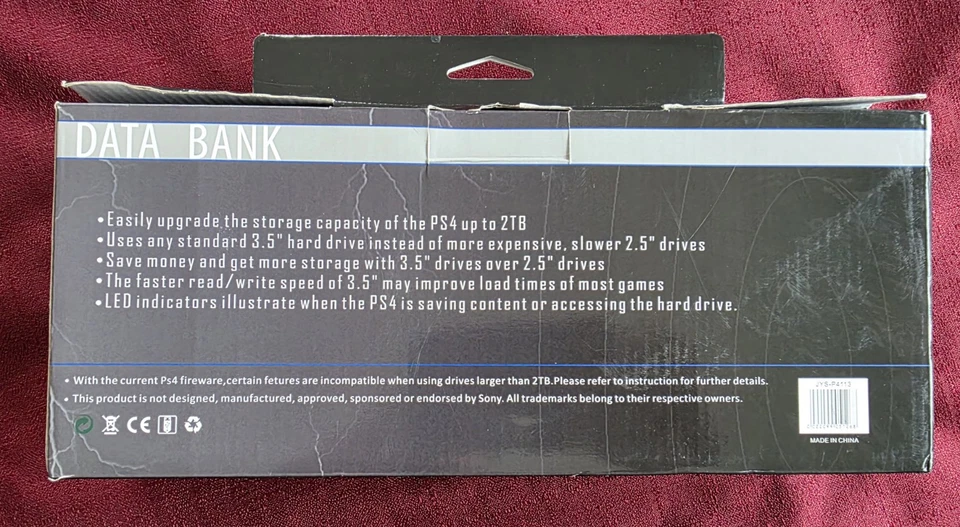 DATA BANK
•Easily upgrade the storage capacity of the PS4 up to 2TB
•Uses any standard 3.5" hard drive instead of more expensive, slower 2.5" drives
•Save money and get more storage with 3.5" drives over 2.5" drives
•The faster read/write speed of 3.5" may improve load times of most games
•LED indicators illustrate when the PS4 is saving content or accessing the hard drive.
• With the current Ps4 fireware,certain fetures are incompatible when using drives larger than 2TB.Please refer to instruction for further details.
• This product is not designed, manufactured, approved, sponsored or endorsed by Sony. All trademarks belong to their respective owners.
CE
JYS-P4113
MADE IN CHINA